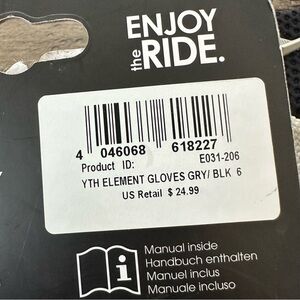 ENJOY
the RIDE.
4 046068 618227
Product ID: E031-206
YTH ELEMENT GLOVES GRY/ BLK 6
US Retail $ 24.99
i
Manual inside
Handbuch enthalten
Manuel inclus
Manuale incluso